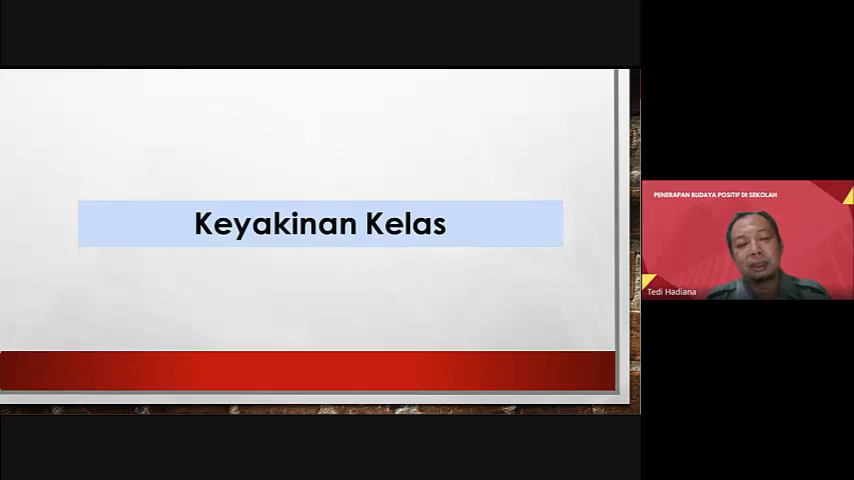 Keyakinan Kelas
PENERAPAN BUDAYA POSITIF DI SEKOLAH
Tedi Hadiana